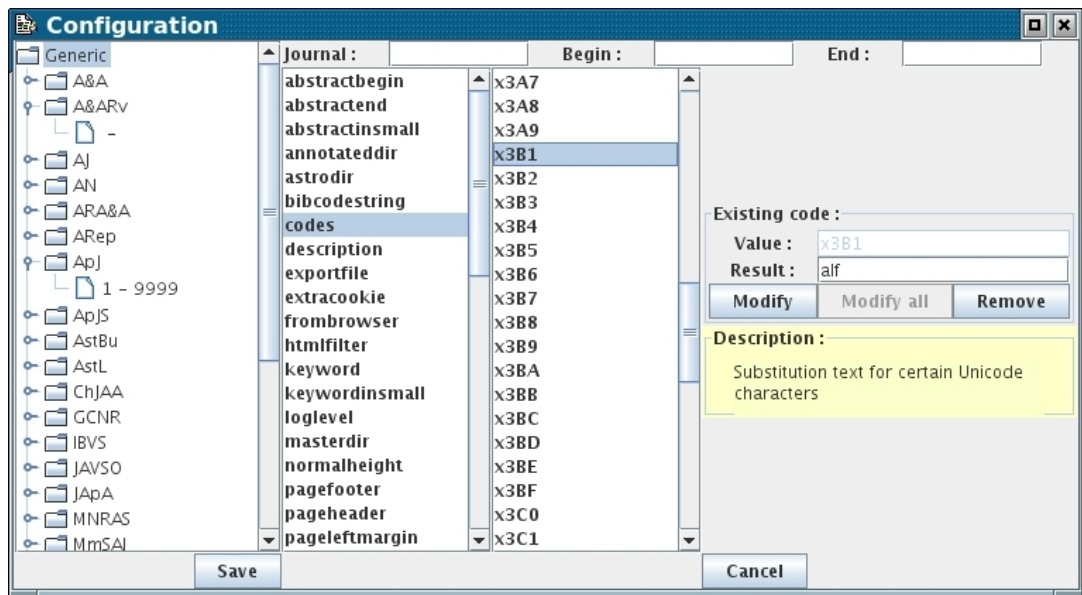 Configuration
Generic
A&A
A&ARv
-
AJ
AN
ARA&A
ARep
ApJ
1 - 9999
ApJS
AstBu
AstL
ChJAA
GCNR
IBVS
JAVSO
JApA
MNRAS
MmSAI
Journal :
Begin :
End :
abstractbegin
abstractend
abstractinsmall
annotateddir
astrodir
bibcodestring
codes
description
exportfile
extracookie
frombrowser
htmlfilter
keyword
keywordinsmall
loglevel
masterdir
normalheight
pagefooter
pageheader
pageleftmargin
x3A7
x3A8
x3A9
x3B1
x3B2
x3B3
x3B4
x3B5
x3B6
x3B7
x3B8
x3B9
x3BA
x3BB
x3BC
x3BD
x3BE
x3BF
x3C0
x3C1
Existing code :
Value : x3B1
Result : alf
Modify Modify all Remove
Description :
Substitution text for certain Unicode
characters
Save Cancel